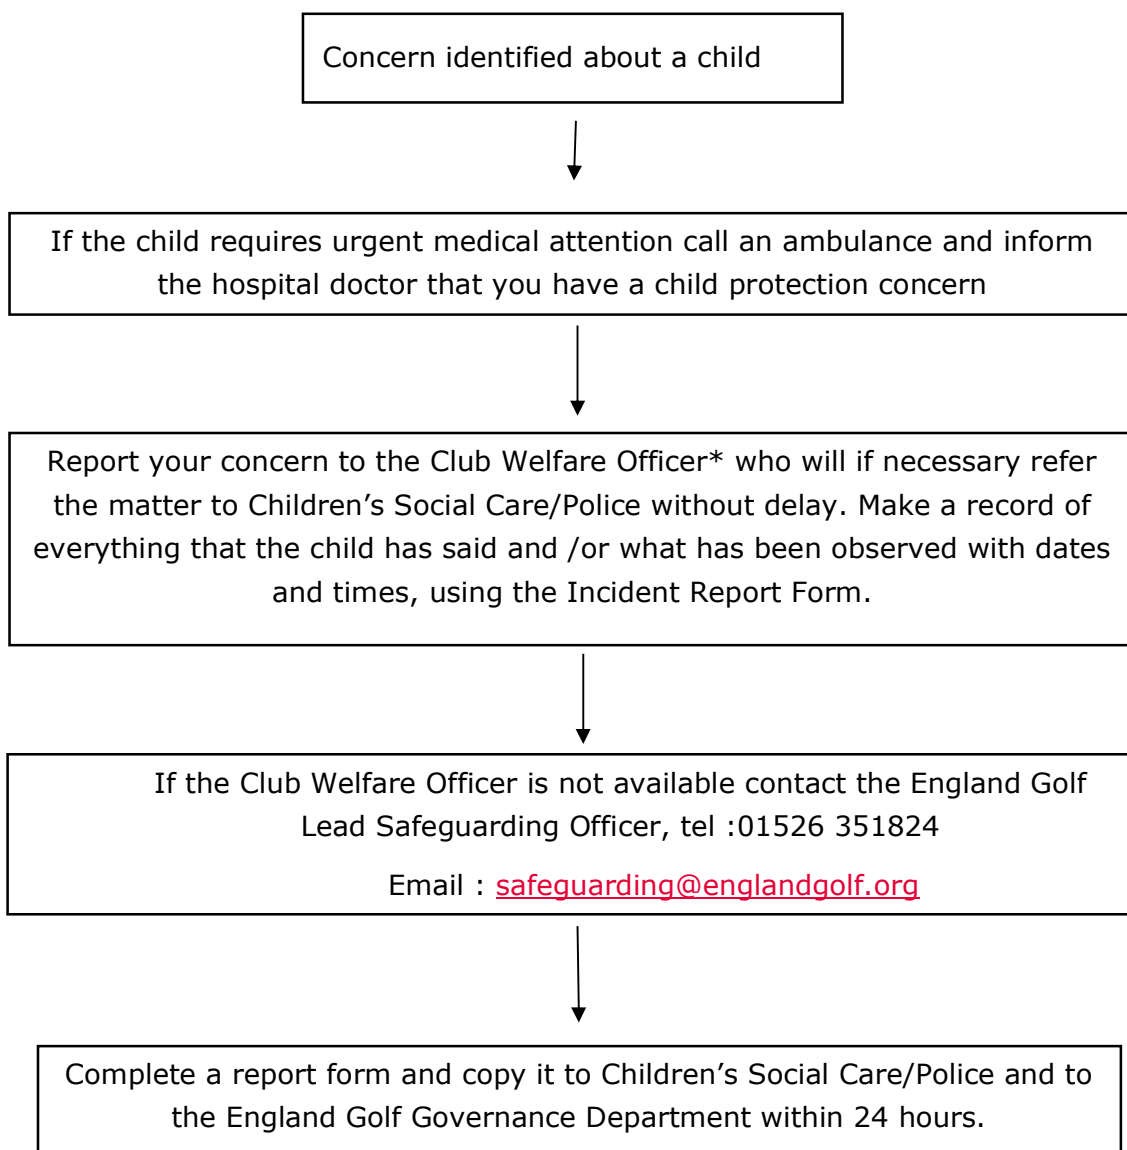 Concern identified about a child
If the child requires urgent medical attention call an ambulance and inform
the hospital doctor that you have a child protection concern
Report your concern to the Club Welfare Officer* who will if necessary refer
the matter to Children’s Social Care/Police without delay. Make a record of
everything that the child has said and /or what has been observed with dates
and times, using the Incident Report Form.
If the Club Welfare Officer is not available contact the England Golf
Lead Safeguarding Officer, tel :01526 351824
Email : safeguarding@englandgolf.org
Complete a report form and copy it to Children’s Social Care/Police and to
the England Golf Governance Department within 24 hours.